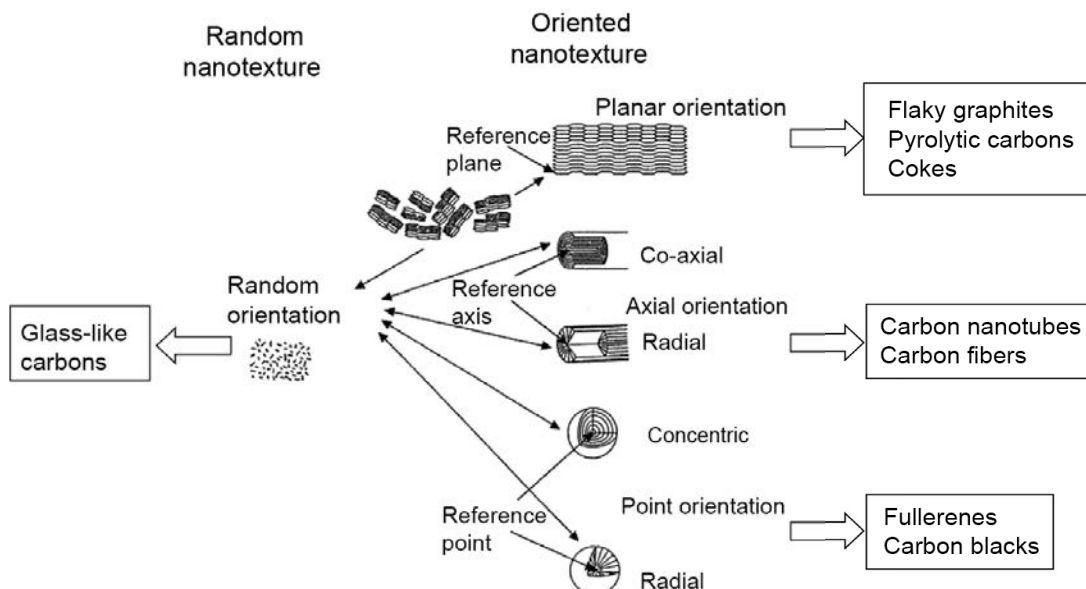 Random
nanotexture
Oriented
nanotexture
Planar orientation
Reference
plane
Flaky graphites
Pyrolytic carbons
Cokes
Co-axial
Random
orientation
Reference
axis
Axial orientation
Radial
Glass-like
carbons
Carbon nanotubes
Carbon fibers
Concentric
Reference
point
Point orientation
Fullerenes
Carbon blacks
Radial